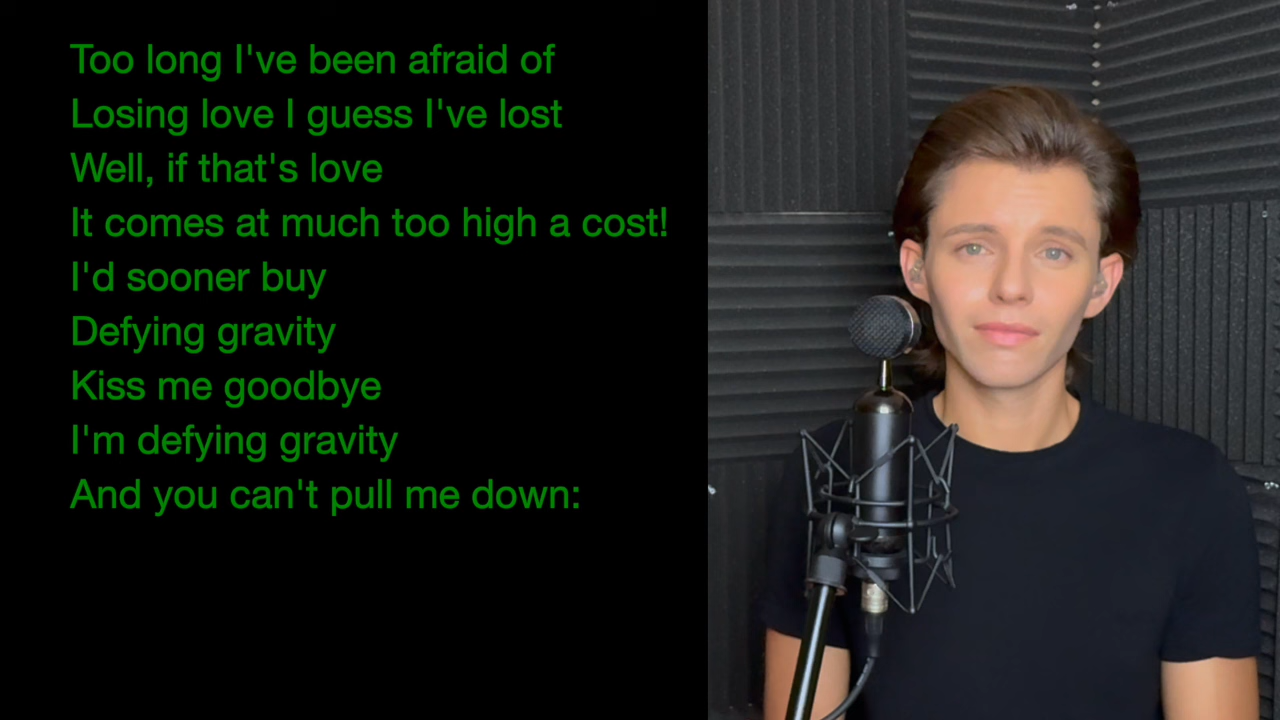 Too long I've been afraid of
Losing love I guess I've lost
Well, if that's love
It comes at much too high a cost!
I'd sooner buy
Defying gravity
Kiss me goodbye
I'm defying gravity
And you can't pull me down: